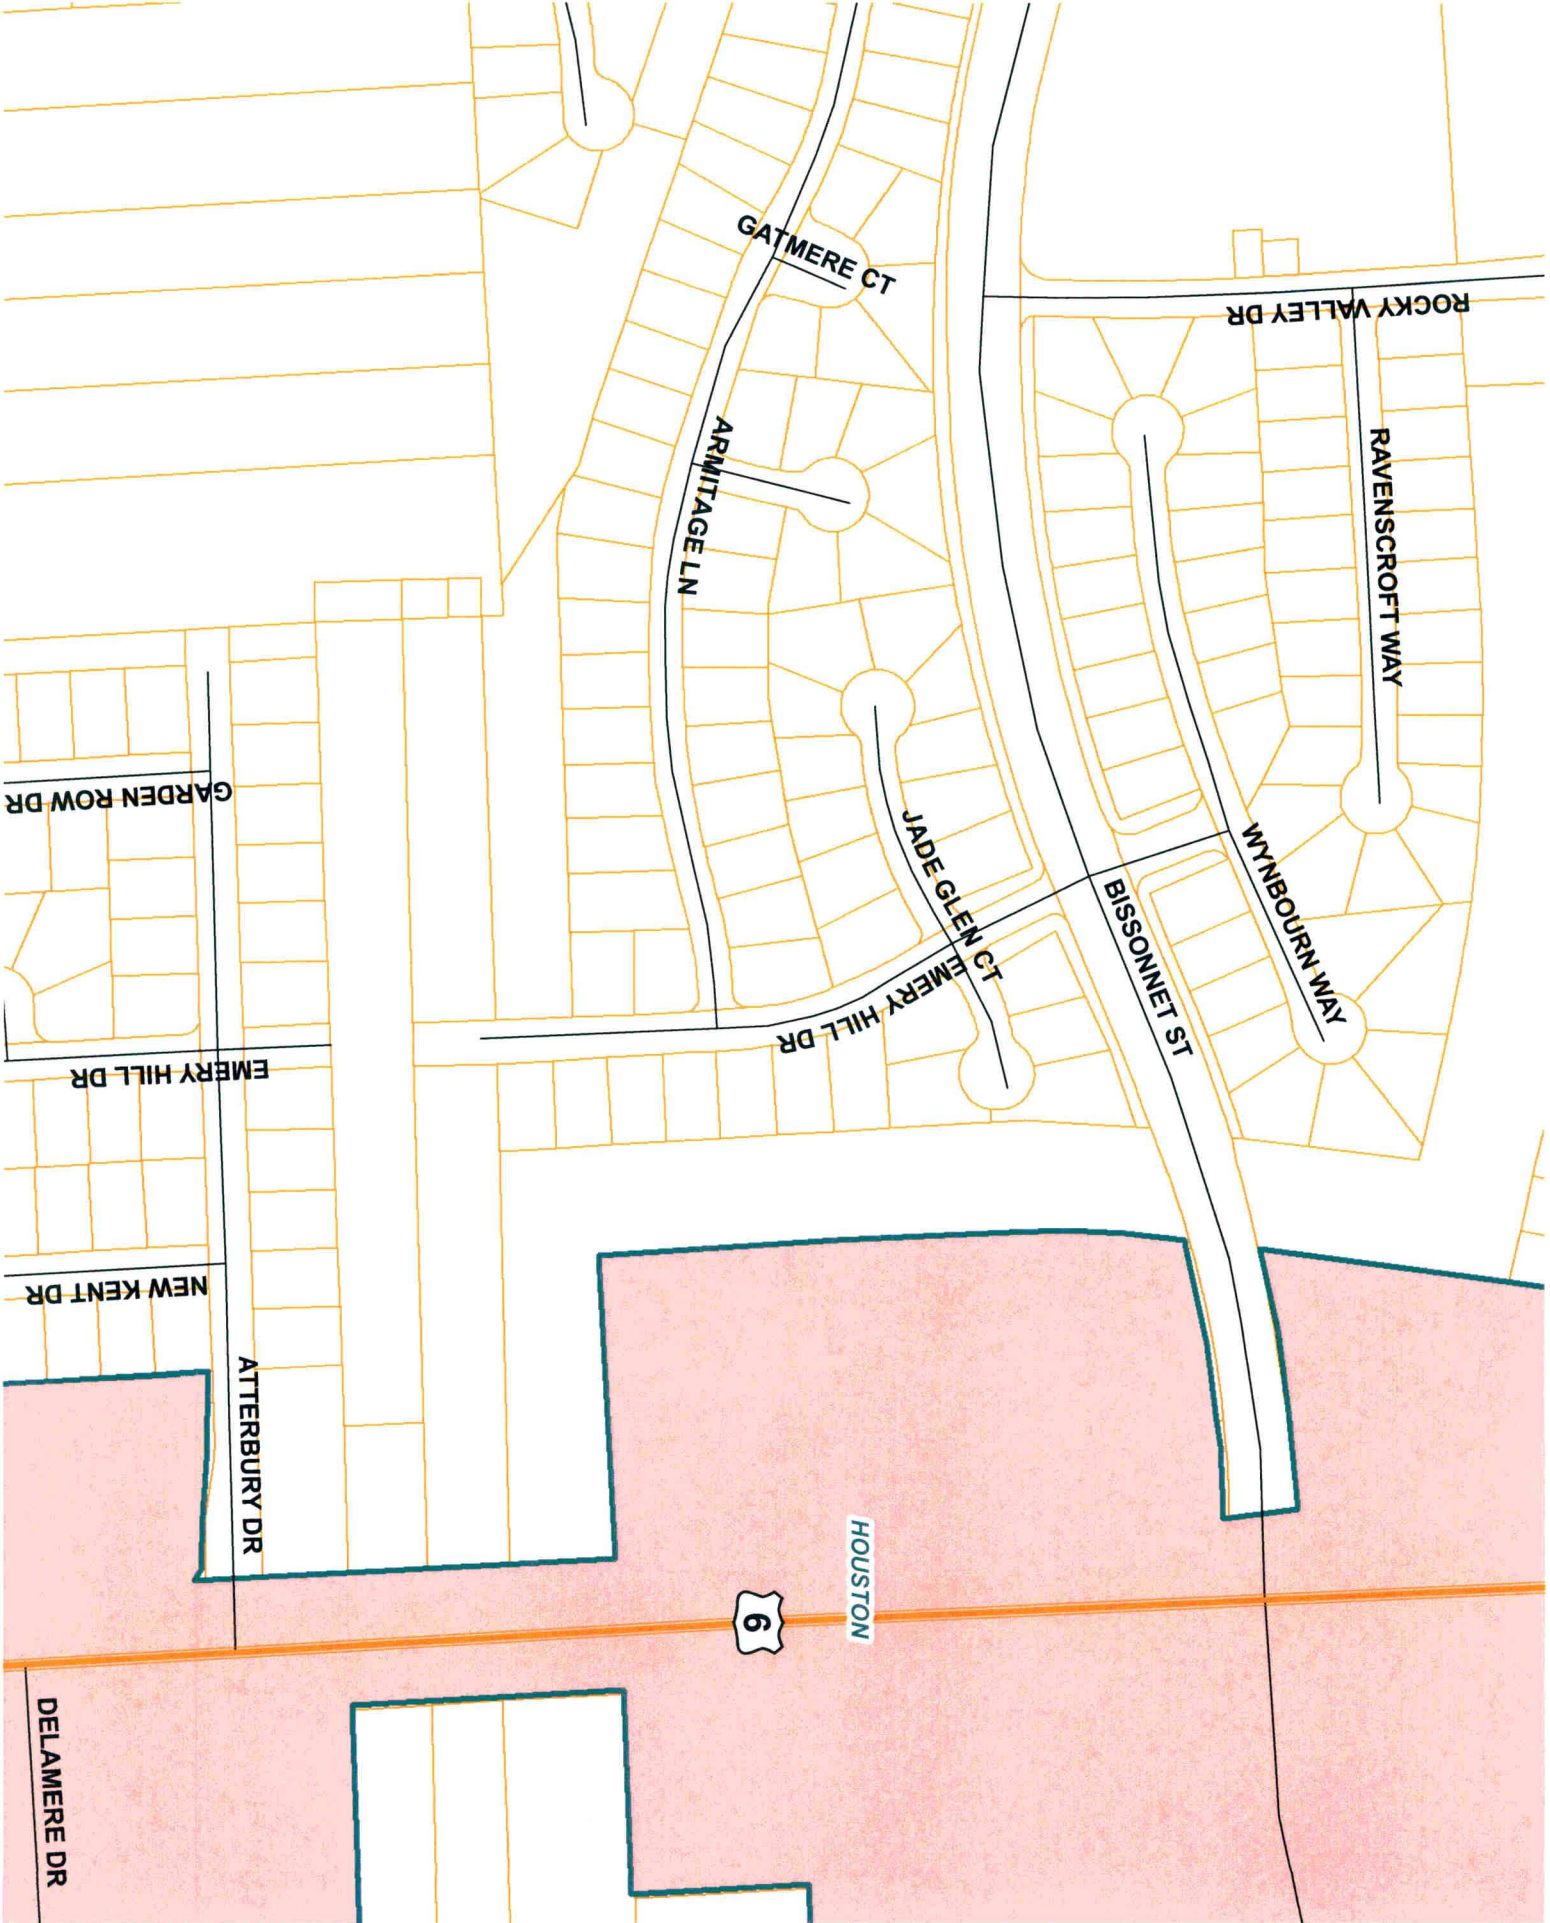 GATMERE CT
ROCKY VALLEY DR
ARMITAGE LN
RAVENSCROFT WAY
GARDEN ROW DR
JADE GLEN CT
WYNBOURN WAY
BISSONNET ST
EMERY HILL DR
EMERY HILL DR
NEW KENT DR
ATTERBURY DR
HOUSTON
6
DELAMERE DR